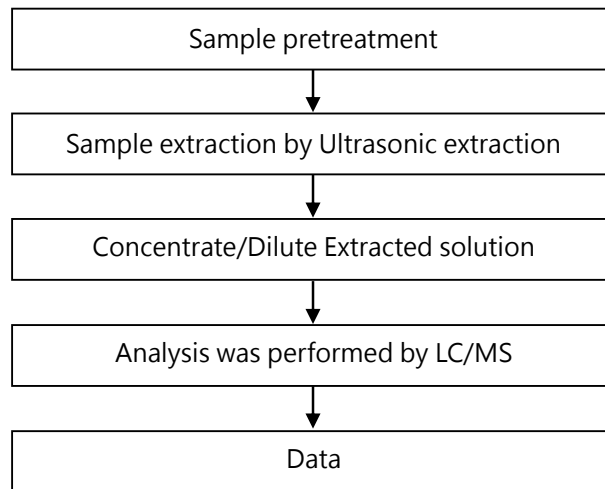 Sample pretreatment
Sample extraction by Ultrasonic extraction
Concentrate/Dilute Extracted solution
Analysis was performed by LC/MS
Data